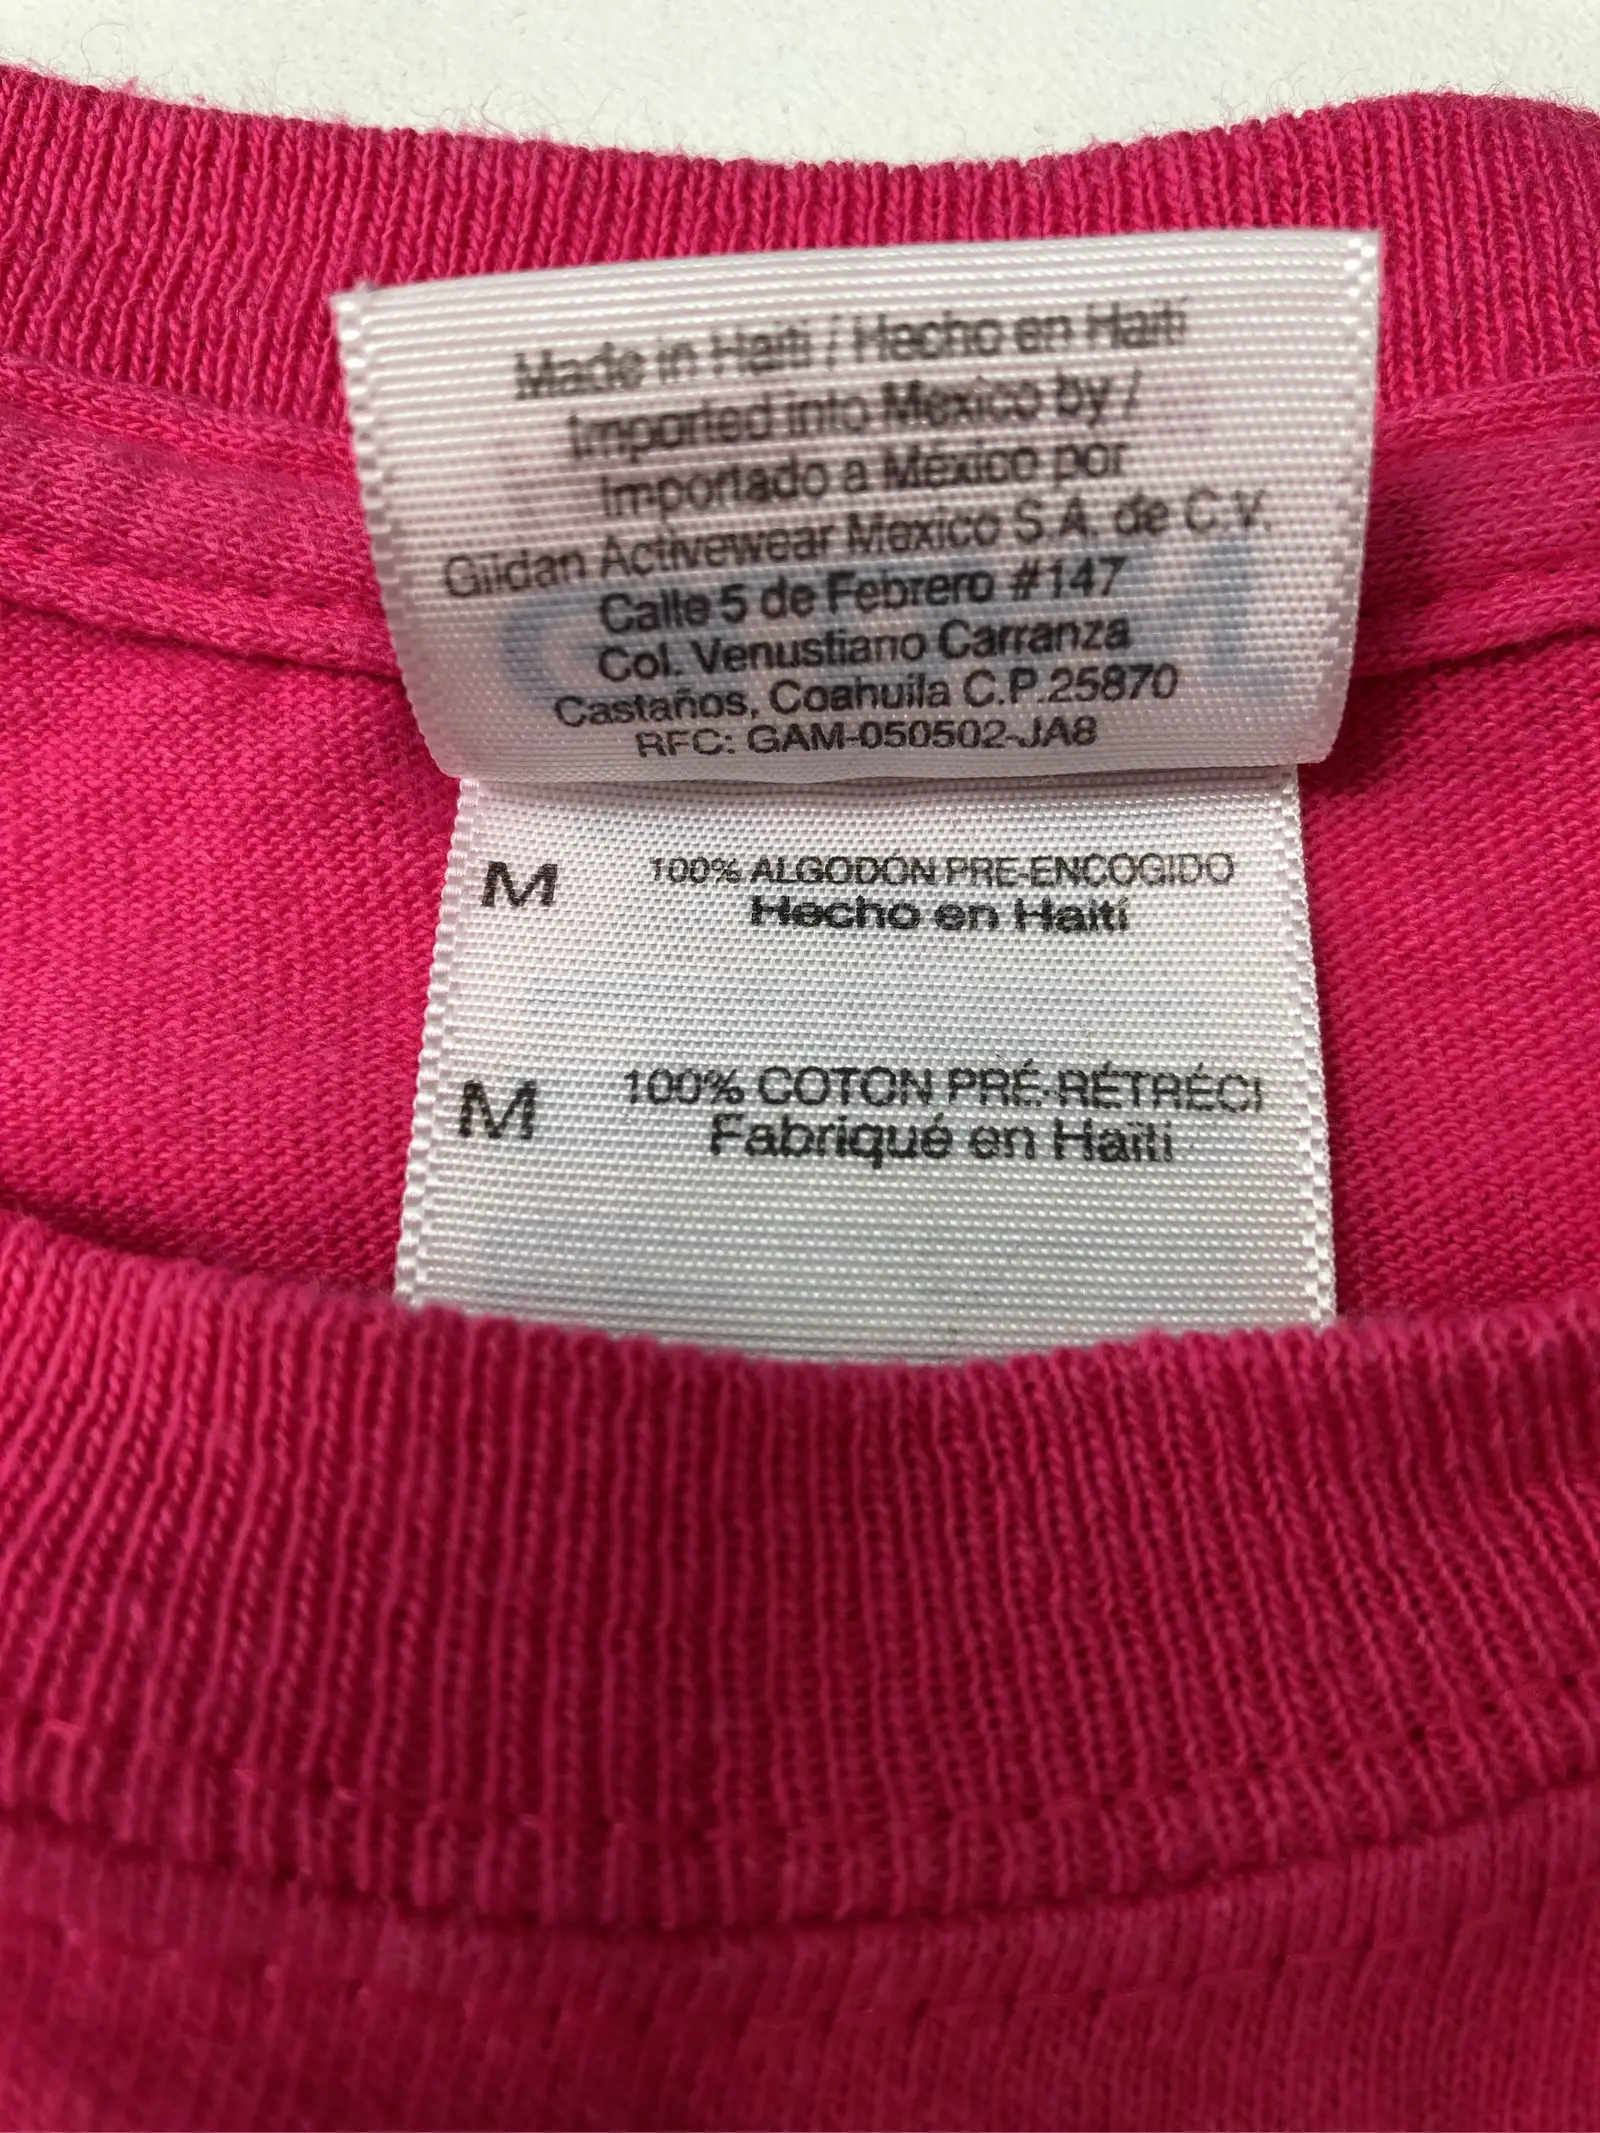 Made in Haiti / Hecho en Haití
Imported into Mexico by /
Importado a México por
Gildan Activewear Mexico S.A. de C.V.
Calle 5 de Febrero #147
Col. Venustiano Carranza
Castaños, Coahuila C.P.25870
RFC: GAM-050502-JA8
M 100% ALGODÓN PRE-ENCOGIDO
Hecho en Haití
M 100% COTON PRÉ-RÉTRÉCI
Fabriqué en Haïti